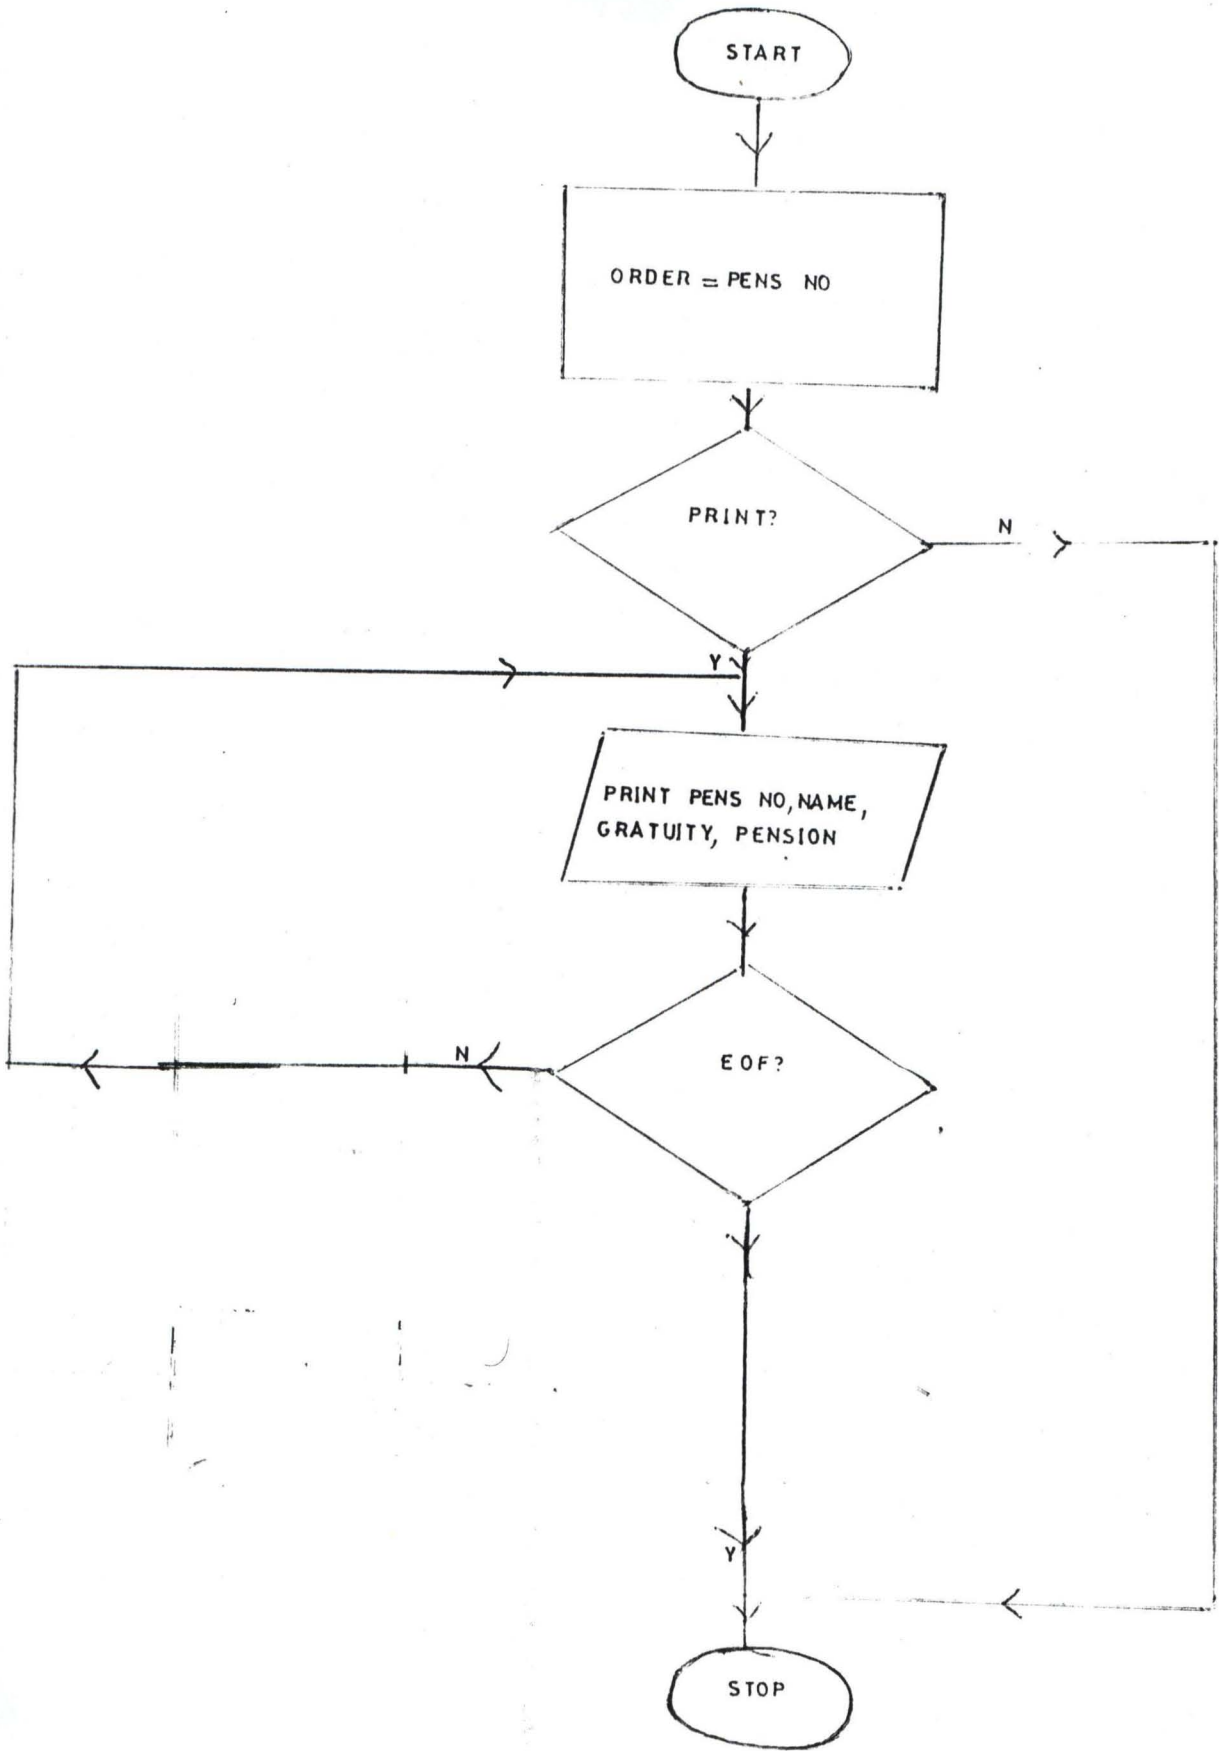 START
ORDER = PENS NO
PRINT?
N
Y
PRINT PENS NO, NAME,
GRATUITY, PENSION
N
EOF?
Y
STOP